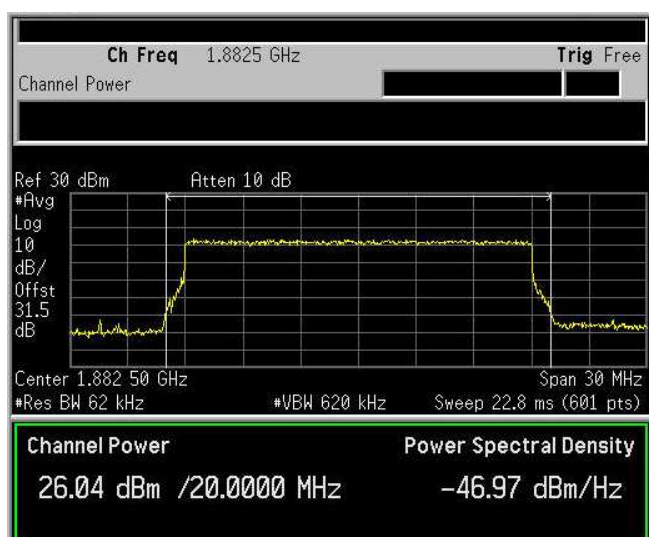 Ch Freq 1.8825 GHz Trig Free
Channel Power
Ref 30 dBm Atten 10 dB
#Avg
Log
10
dB/
Offst
31.5
dB
Center 1.882 50 GHz Span 30 MHz
#Res BW 62 kHz #VBW 620 kHz Sweep 22.8 ms (601 pts)
Channel Power Power Spectral Density
26.04 dBm /20.0000 MHz -46.97 dBm/Hz